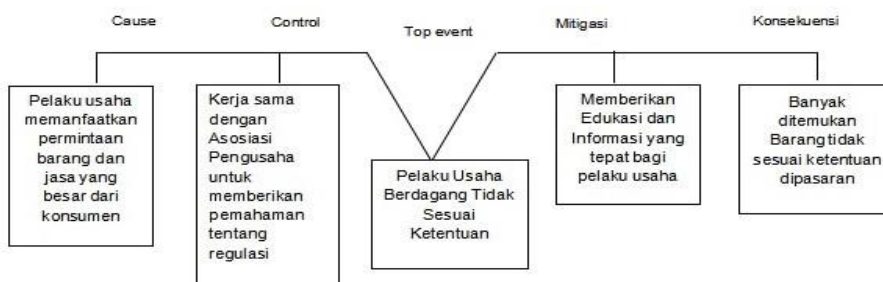 Cause
Control
Top event
Mitigasi
Konsekuensi
Pelaku usaha
memanfaatkan
permintaan
barang dan
jasa yang
besar dari
konsumen
Kerja sama
dengan
Asosiasi
Pengusaha
untuk
memberikan
pemahaman
tentang
regulasi
Pelaku Usaha
Berdagang Tidak
Sesuai
Ketentuan
Memberikan
Edukasi dan
Informasi yang
tepat bagi
pelaku usaha
Banyak
ditemukan
Barang tidak
sesuai ketentuan
dipasaran